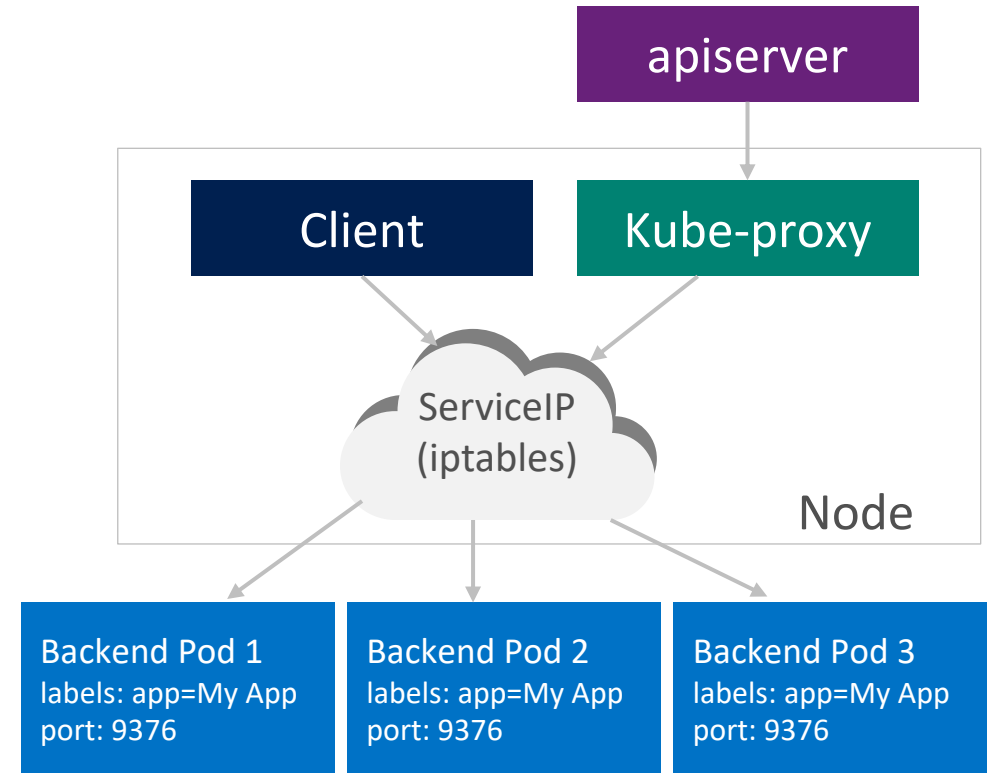 apiserver
Client
Kube-proxy
ServiceIP
(iptables)
Node
Backend Pod 1
labels: app=My App
port: 9376
Backend Pod 2
labels: app=My App
port: 9376
Backend Pod 3
labels: app=My App
port: 9376